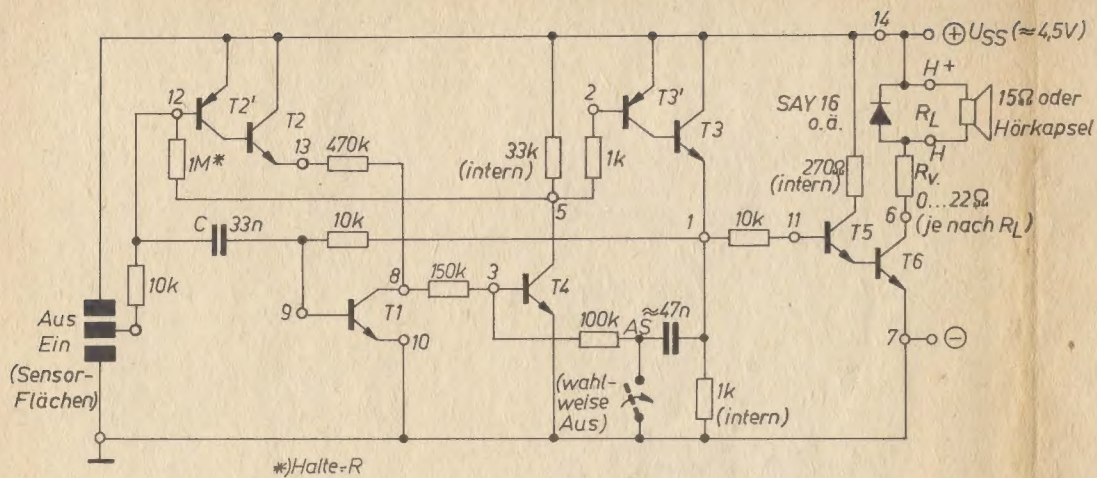 14
⊕ U_SS (≈4,5V)
12
T2'
T2
13
470k
1M*
33k
(intern)
5
2
T3'
T3
1k
SAY 16
o.ä.
270Ω
(intern)
H+
R_L
H
15Ω oder
Hörkapsel
R_v.
0...22Ω
(je nach R_L)
6
C
33n
10k
10k
1
10k
11
T5
T6
Aus
Ein
(Sensor-
Flächen)
9
T1
8
10
150k
3
T4
100k
AS
≈47n
(wahl-
weise
Aus)
1k
(intern)
7
⊖
*)Halte-R